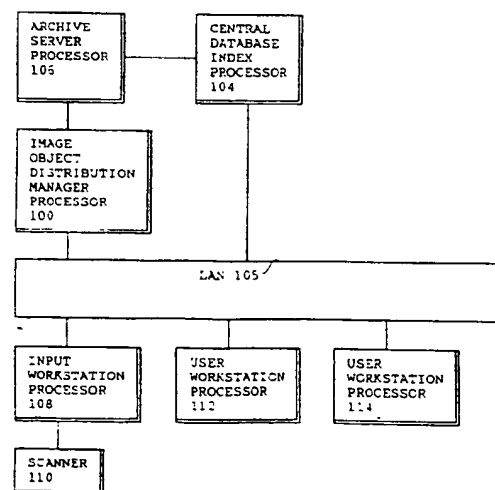 ARCHIVE
SERVER
PROCESSOR
106
CENTRAL
DATABASE
INDEX
PROCESSOR
104
IMAGE
OBJECT
DISTRIBUTION
MANAGER
PROCESSOR
100
LAN 105
INPUT
WORKSTATION
PROCESSOR
108
USER
WORKSTATION
PROCESSOR
112
USER
WORKSTATION
PROCESSOR
114
SCANNER
110